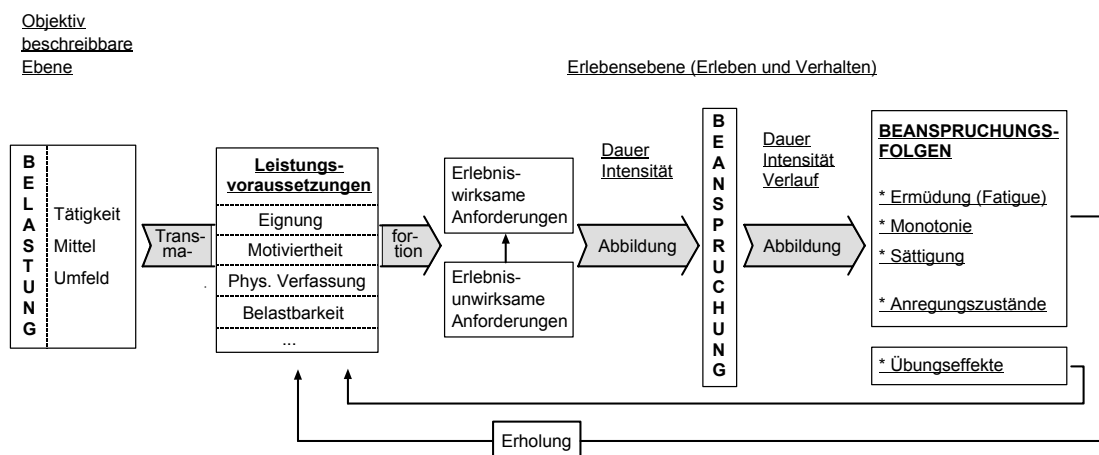 Objektiv
beschreibbare
Ebene
Erlebensebene (Erleben und Verhalten)
BELASTUNG
Tätigkeit
Mittel
Umfeld
Trans-
ma-
Leistungs-
voraussetzungen
Eignung
Motiviertheit
Phys. Verfassung
Belastbarkeit
...
for-
tion
Erlebnis-
wirksame
Anforderungen
Erlebnis-
unwirksame
Anforderungen
Dauer
Intensität
Abbildung
BEANSPRUCHUNG
Dauer
Intensität
Verlauf
Abbildung
BEANSPRUCHUNGS-
FOLGEN
* Ermüdung (Fatigue)
* Monotonie
* Sättigung
* Anregungszustände
* Übungseffekte
Erholung